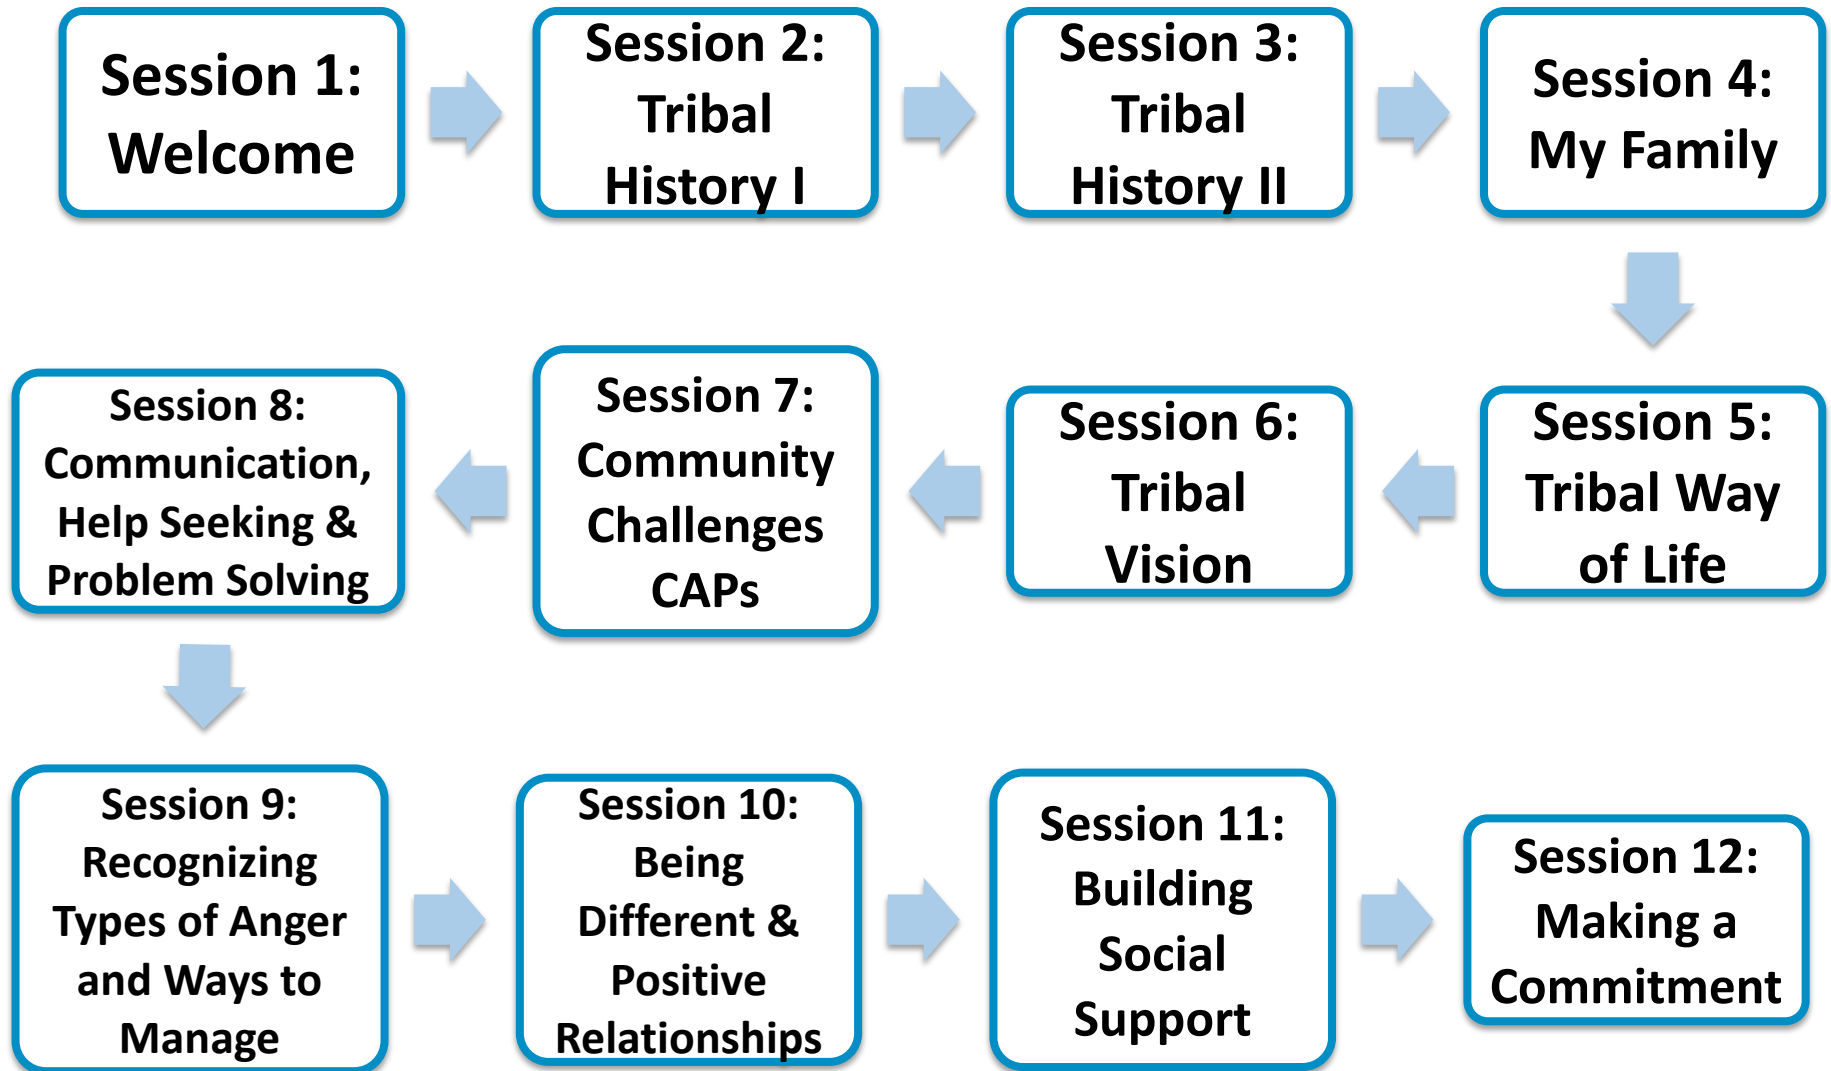 Session 1:
Welcome
Session 2:
Tribal
History I
Session 3:
Tribal
History II
Session 4:
My Family
Session 5:
Tribal Way
of Life
Session 6:
Tribal
Vision
Session 7:
Community
Challenges
CAPs
Session 8:
Communication,
Help Seeking &
Problem Solving
Session 9:
Recognizing
Types of Anger
and Ways to
Manage
Session 10:
Being
Different &
Positive
Relationships
Session 11:
Building
Social
Support
Session 12:
Making a
Commitment